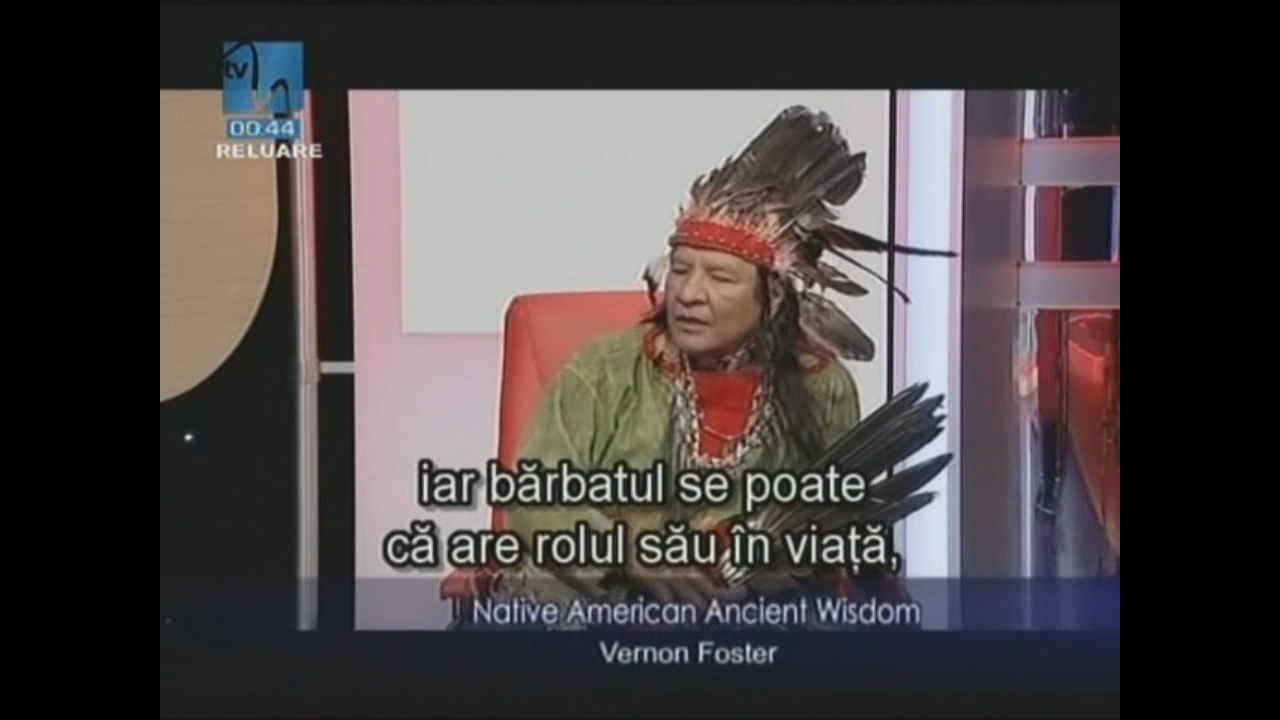 tv
00:44
RELUARE
iar bărbatul se poate
că are rolul său în viață,
Native American Ancient Wisdom
Vernon Foster